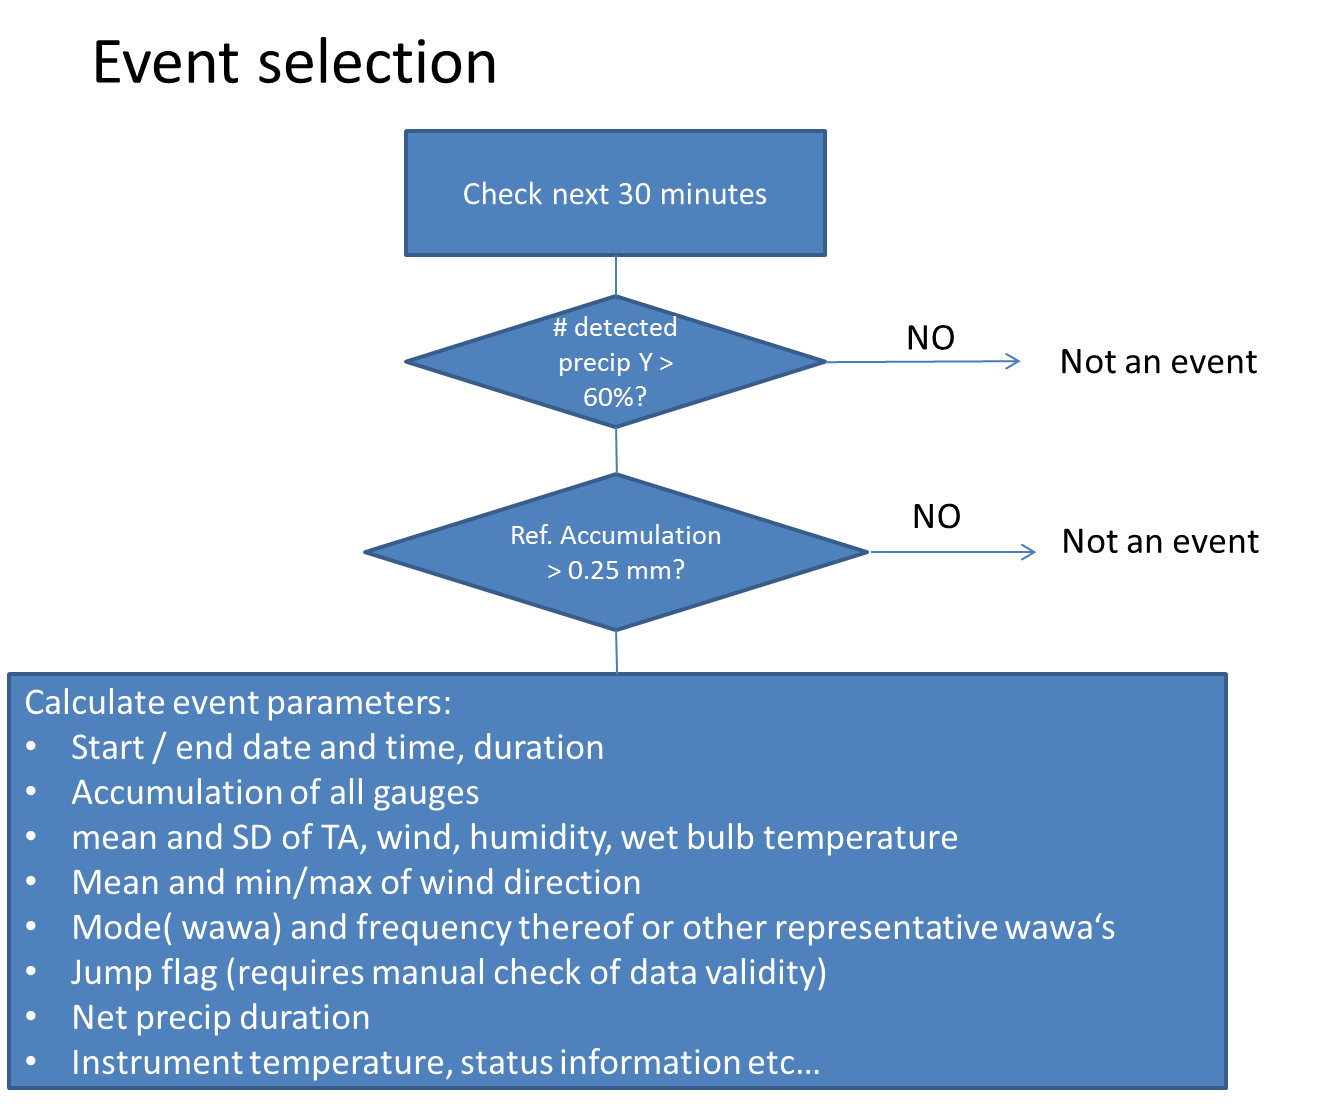 Event selection
Check next 30 minutes
# detected
precip Y >
60%?
NO
Not an event
Ref. Accumulation
> 0.25 mm?
NO
Not an event
Calculate event parameters:
• Start / end date and time, duration
• Accumulation of all gauges
• mean and SD of TA, wind, humidity, wet bulb temperature
• Mean and min/max of wind direction
• Mode( wawa) and frequency thereof or other representative wawa‘s
• Jump flag (requires manual check of data validity)
• Net precip duration
• Instrument temperature, status information etc...